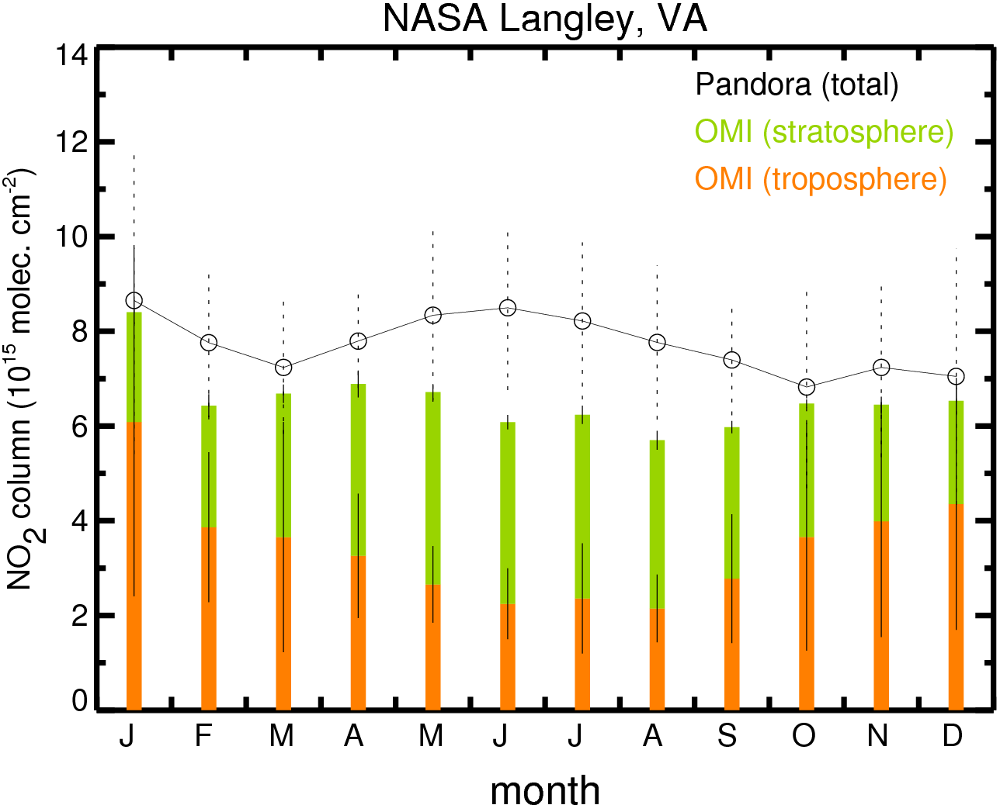 NASA Langley, VA
Pandora (total)
OMI (stratosphere)
OMI (troposphere)
NO2 column (10^15 molec. cm^-2)
14
12
10
8
6
4
2
0
J F M A M J J A S O N D
month